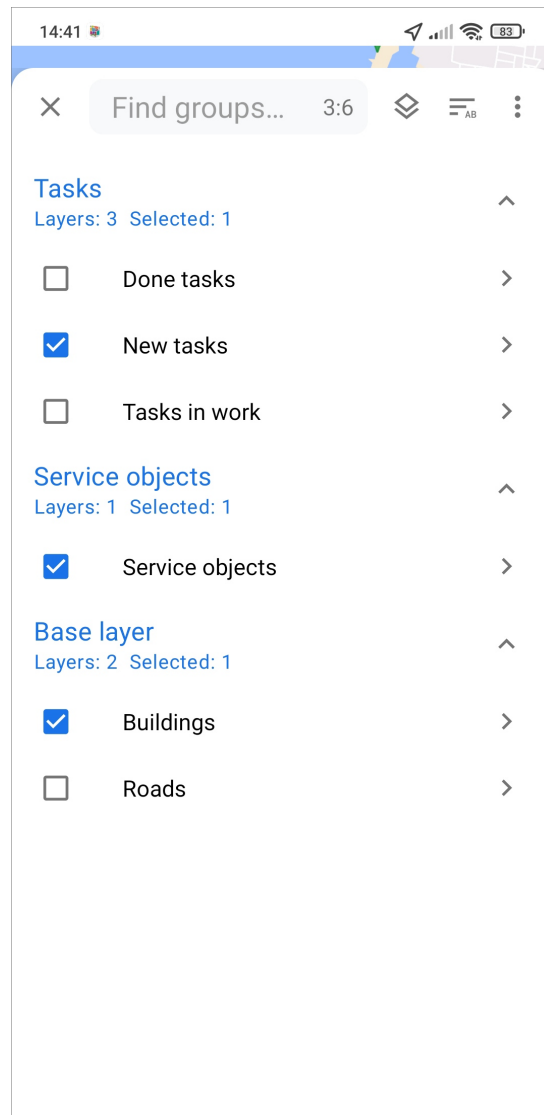 14:41
83
Find groups... 3:6
AB
Tasks
Layers: 3 Selected: 1
Done tasks
New tasks
Tasks in work
Service objects
Layers: 1 Selected: 1
Service objects
Base layer
Layers: 2 Selected: 1
Buildings
Roads